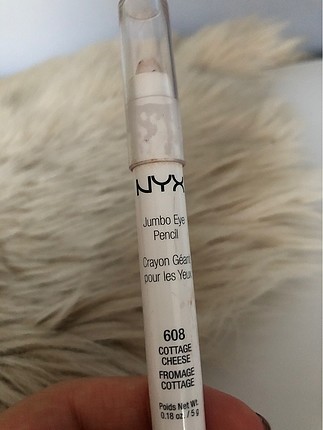 NYX
Jumbo Eye
Pencil
Crayon Géant
pour les Yeux
608
COTTAGE
CHEESE
FROMAGE
COTTAGE
Poids Net Wt.
0.18 oz. / 5 g